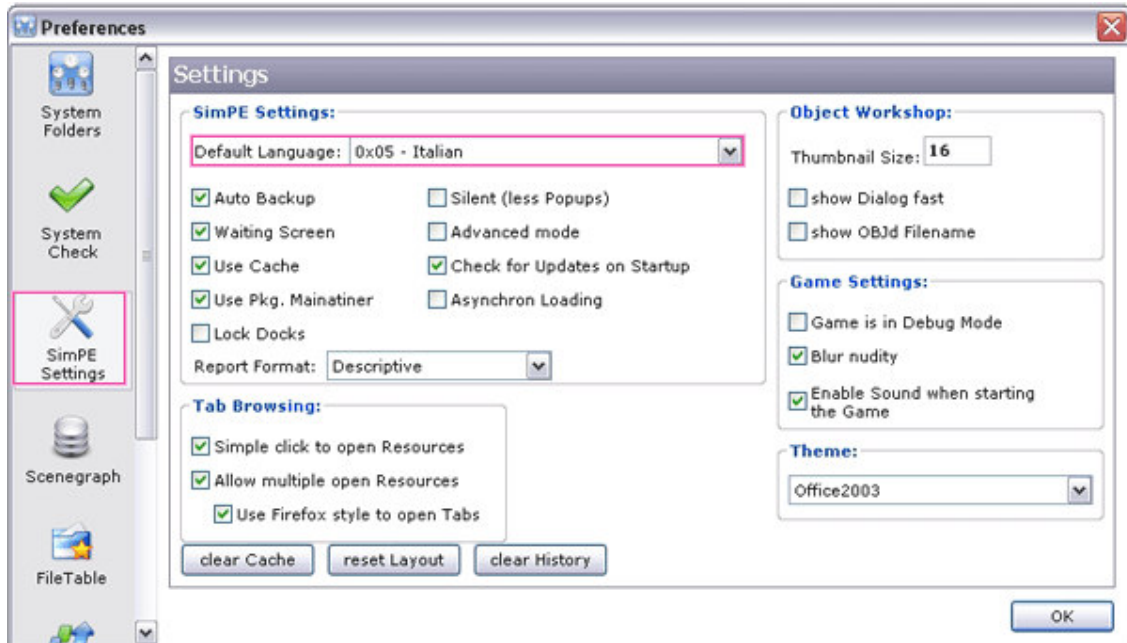 Preferences
System
Folders
System
Check
SimPE
Settings
Scenegraph
FileTable
Settings
SimPE Settings:
Default Language: 0x05 - Italian
Auto Backup
Silent (less Popups)
Waiting Screen
Advanced mode
Use Cache
Check for Updates on Startup
Use Pkg. Mainatiner
Asynchron Loading
Lock Docks
Report Format: Descriptive
Tab Browsing:
Simple click to open Resources
Allow multiple open Resources
Use Firefox style to open Tabs
clear Cache
reset Layout
clear History
Object Workshop:
Thumbnail Size: 16
show Dialog fast
show OBJd Filename
Game Settings:
Game is in Debug Mode
Blur nudity
Enable Sound when starting
the Game
Theme:
Office2003
OK